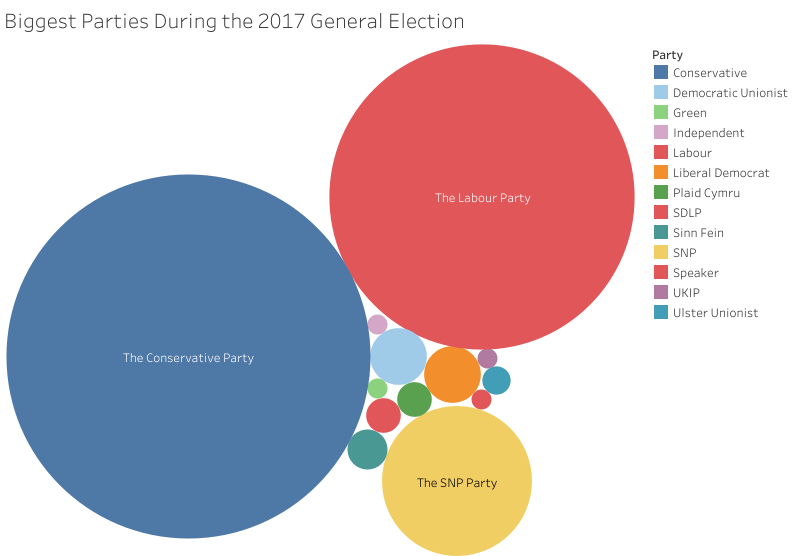 Biggest Parties During the 2017 General Election
Party
Conservative
Democratic Unionist
Green
Independent
Labour
Liberal Democrat
Plaid Cymru
SDLP
Sinn Fein
SNP
Speaker
UKIP
Ulster Unionist
The Labour Party
The Conservative Party
The SNP Party